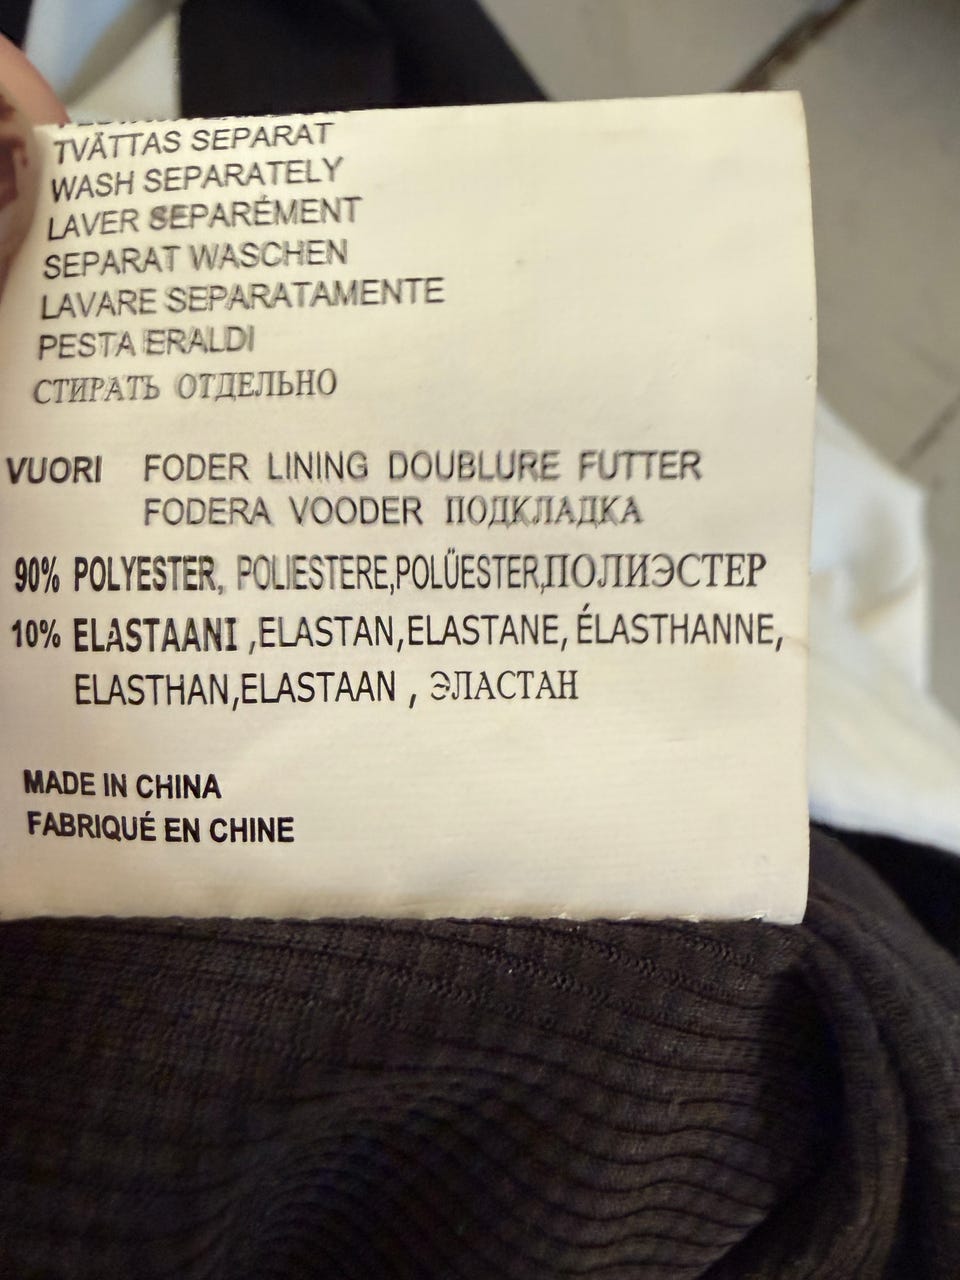 TVÄTTAS SEPARAT
WASH SEPARATELY
LAVER SEPARÉMENT
SEPARAT WASCHEN
LAVARE SEPARATAMENTE
PESTA ERALDI
СТИРАТЬ ОТДЕЛЬНО
VUORI FODER LINING DOUBLURE FUTTER
FODERA VOODER ПОДКЛАДКА
90% POLYESTER, POLIESTERE,POLÜESTER,ПОЛИЭСТЕР
10% ELASTAANI ,ELASTAN,ELASTANE, ÉLASTHANNE,
ELASTHAN,ELASTAAN , ЭЛАСТАН
MADE IN CHINA
FABRIQUÉ EN CHINE